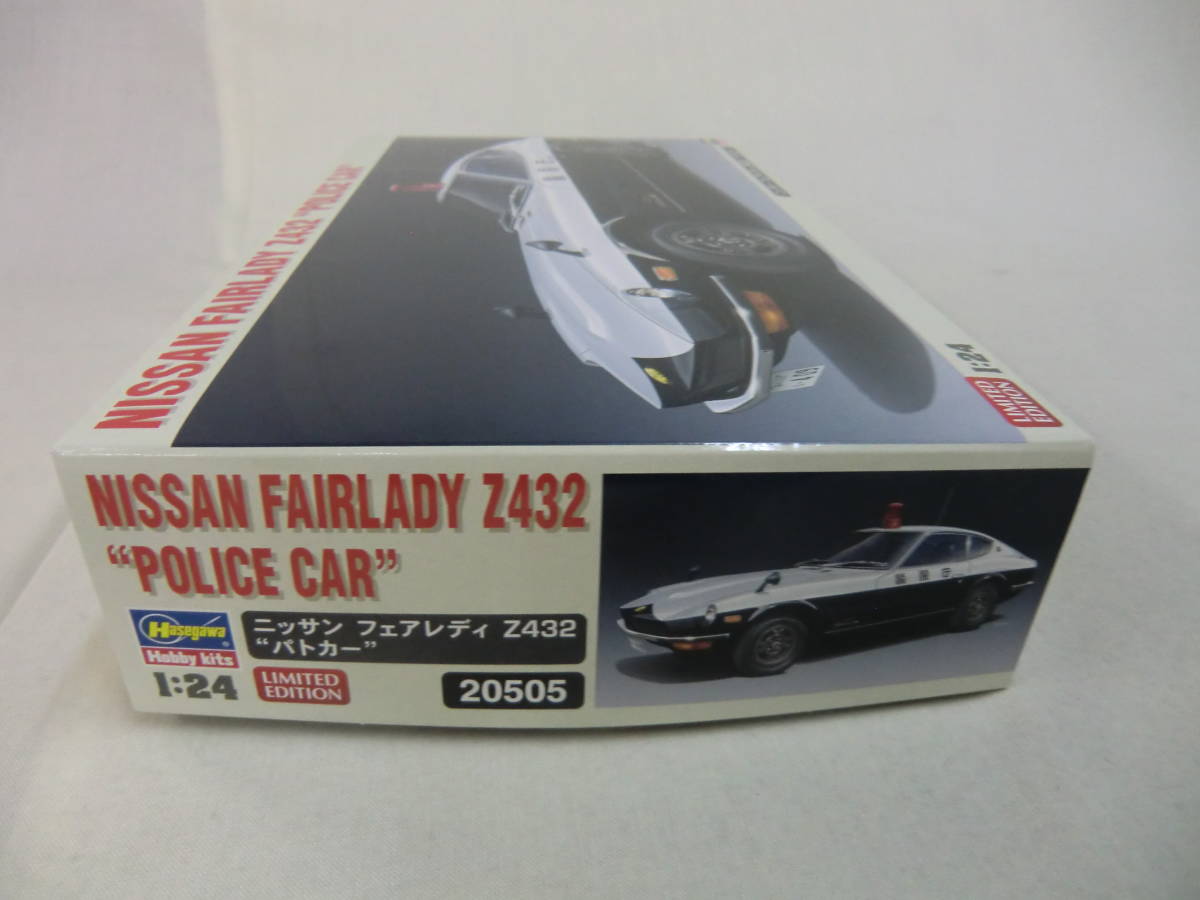 NISSAN FAIRLADY Z432 "POLICE CAR"
LIMITED
EDITION
1:24
NISSAN FAIRLADY Z432
“POLICE CAR”
Hasegawa
Hobby kits
ニッサン フェアレディ Z432
“パトカー”
1:24
LIMITED
EDITION
20505